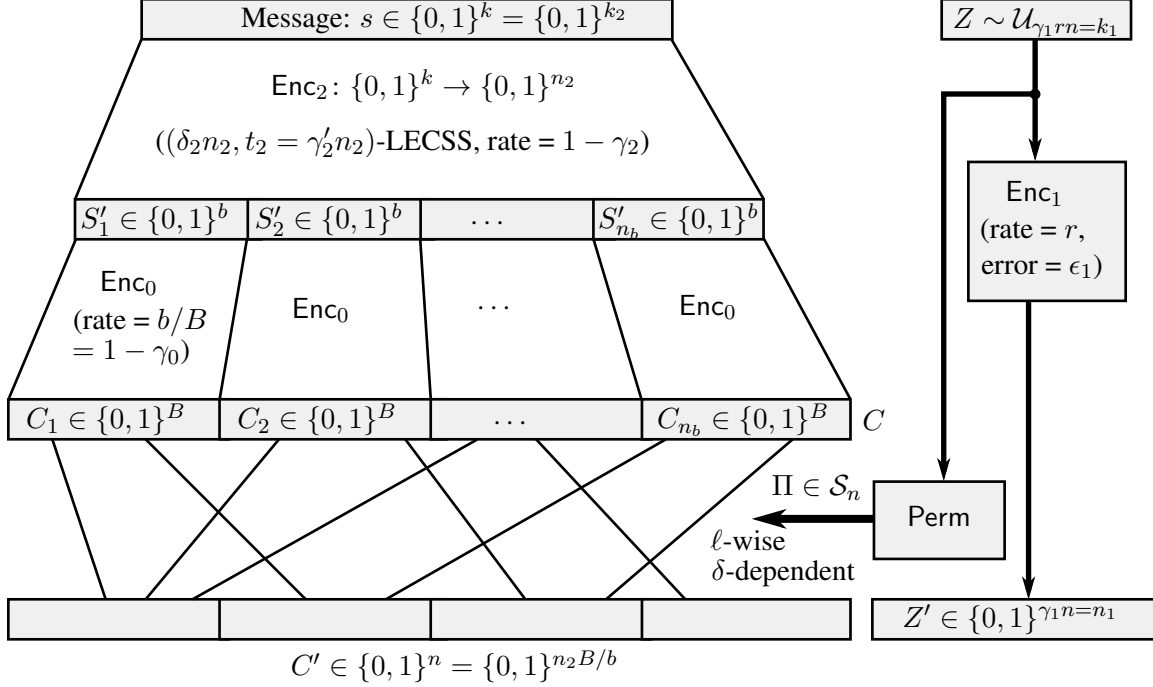 Message: s ∈ {0, 1}^k = {0, 1}^{k_2}
Z ∼ 𝒰_{γ_1 rn=k_1}
Enc_2: {0, 1}^k → {0, 1}^{n_2}
((δ_2 n_2, t_2 = γ′_2 n_2)-LECSS, rate = 1 − γ_2)
Enc_1
(rate = r,
error = ϵ_1)
S′_1 ∈ {0, 1}^b
S′_2 ∈ {0, 1}^b
. . .
S′_{n_b} ∈ {0, 1}^b
Enc_0
(rate = b/B
= 1 − γ_0)
Enc_0
. . .
Enc_0
C_1 ∈ {0, 1}^B
C_2 ∈ {0, 1}^B
. . .
C_{n_b} ∈ {0, 1}^B
C
Π ∈ 𝒮_n
ℓ-wise
δ-dependent
Perm
Z′ ∈ {0, 1}^{γ_1 n=n_1}
C′ ∈ {0, 1}^n = {0, 1}^{n_2 B/b}